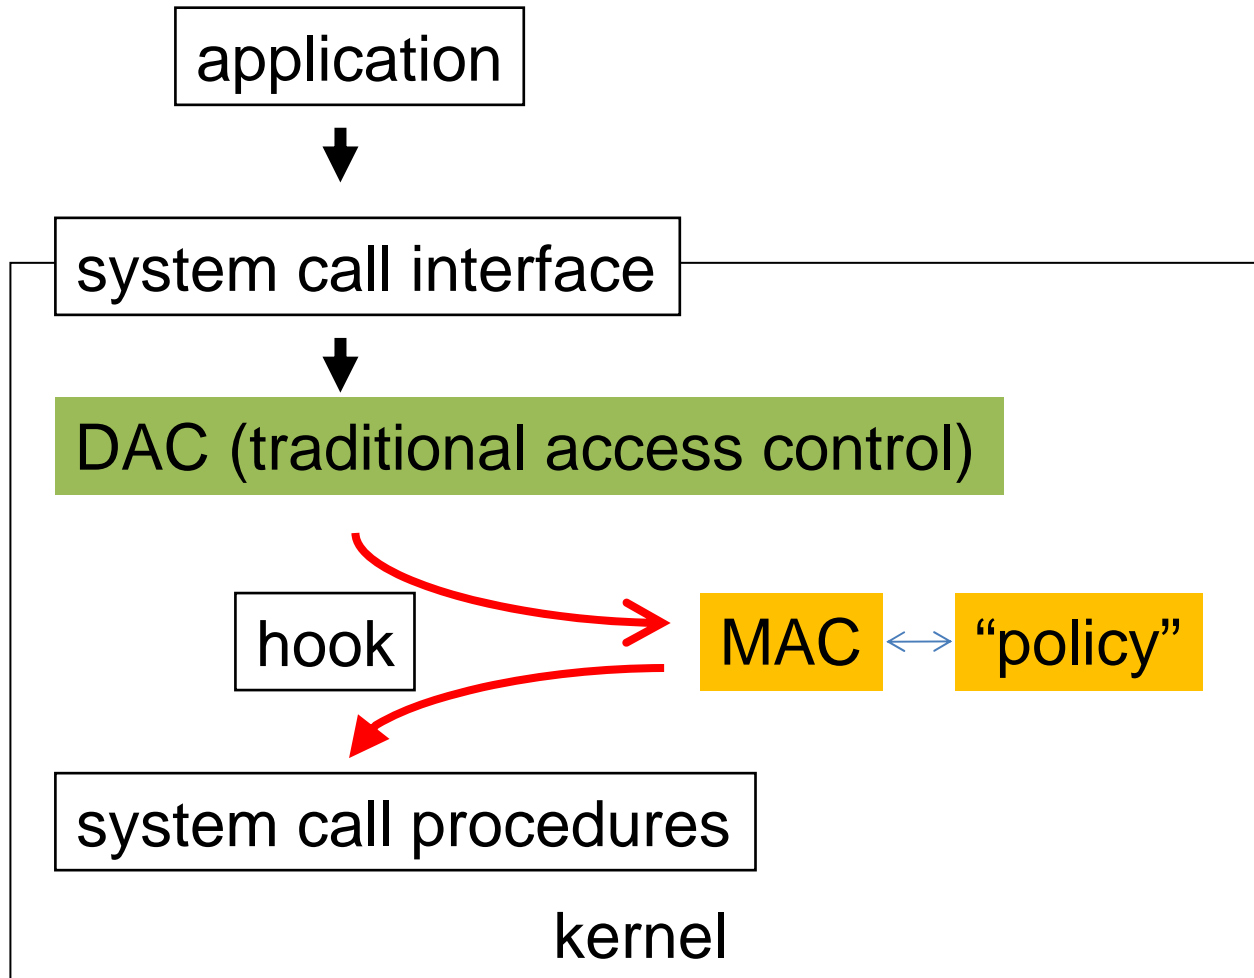 application
system call interface
DAC (traditional access control)
hook
MAC
“policy”
system call procedures
kernel